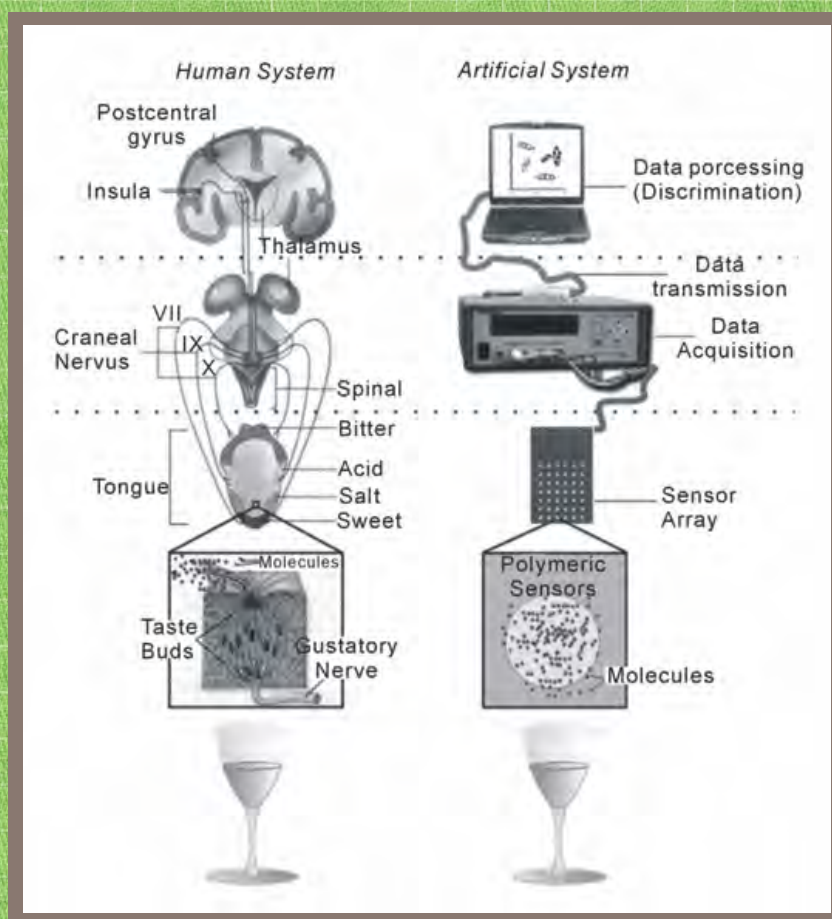 Human System
Artificial System
Postcentral
gyrus
Insula
Thalamus
Data porcessing
(Discrimination)
Data
transmission
VII
IX
X
Craneal
Nervus
Spinal
Data
Acquisition
Tongue
Bitter
Acid
Salt
Sweet
Sensor
Array
Molecules
Taste
Buds
Gustatory
Nerve
Polymeric
Sensors
Molecules